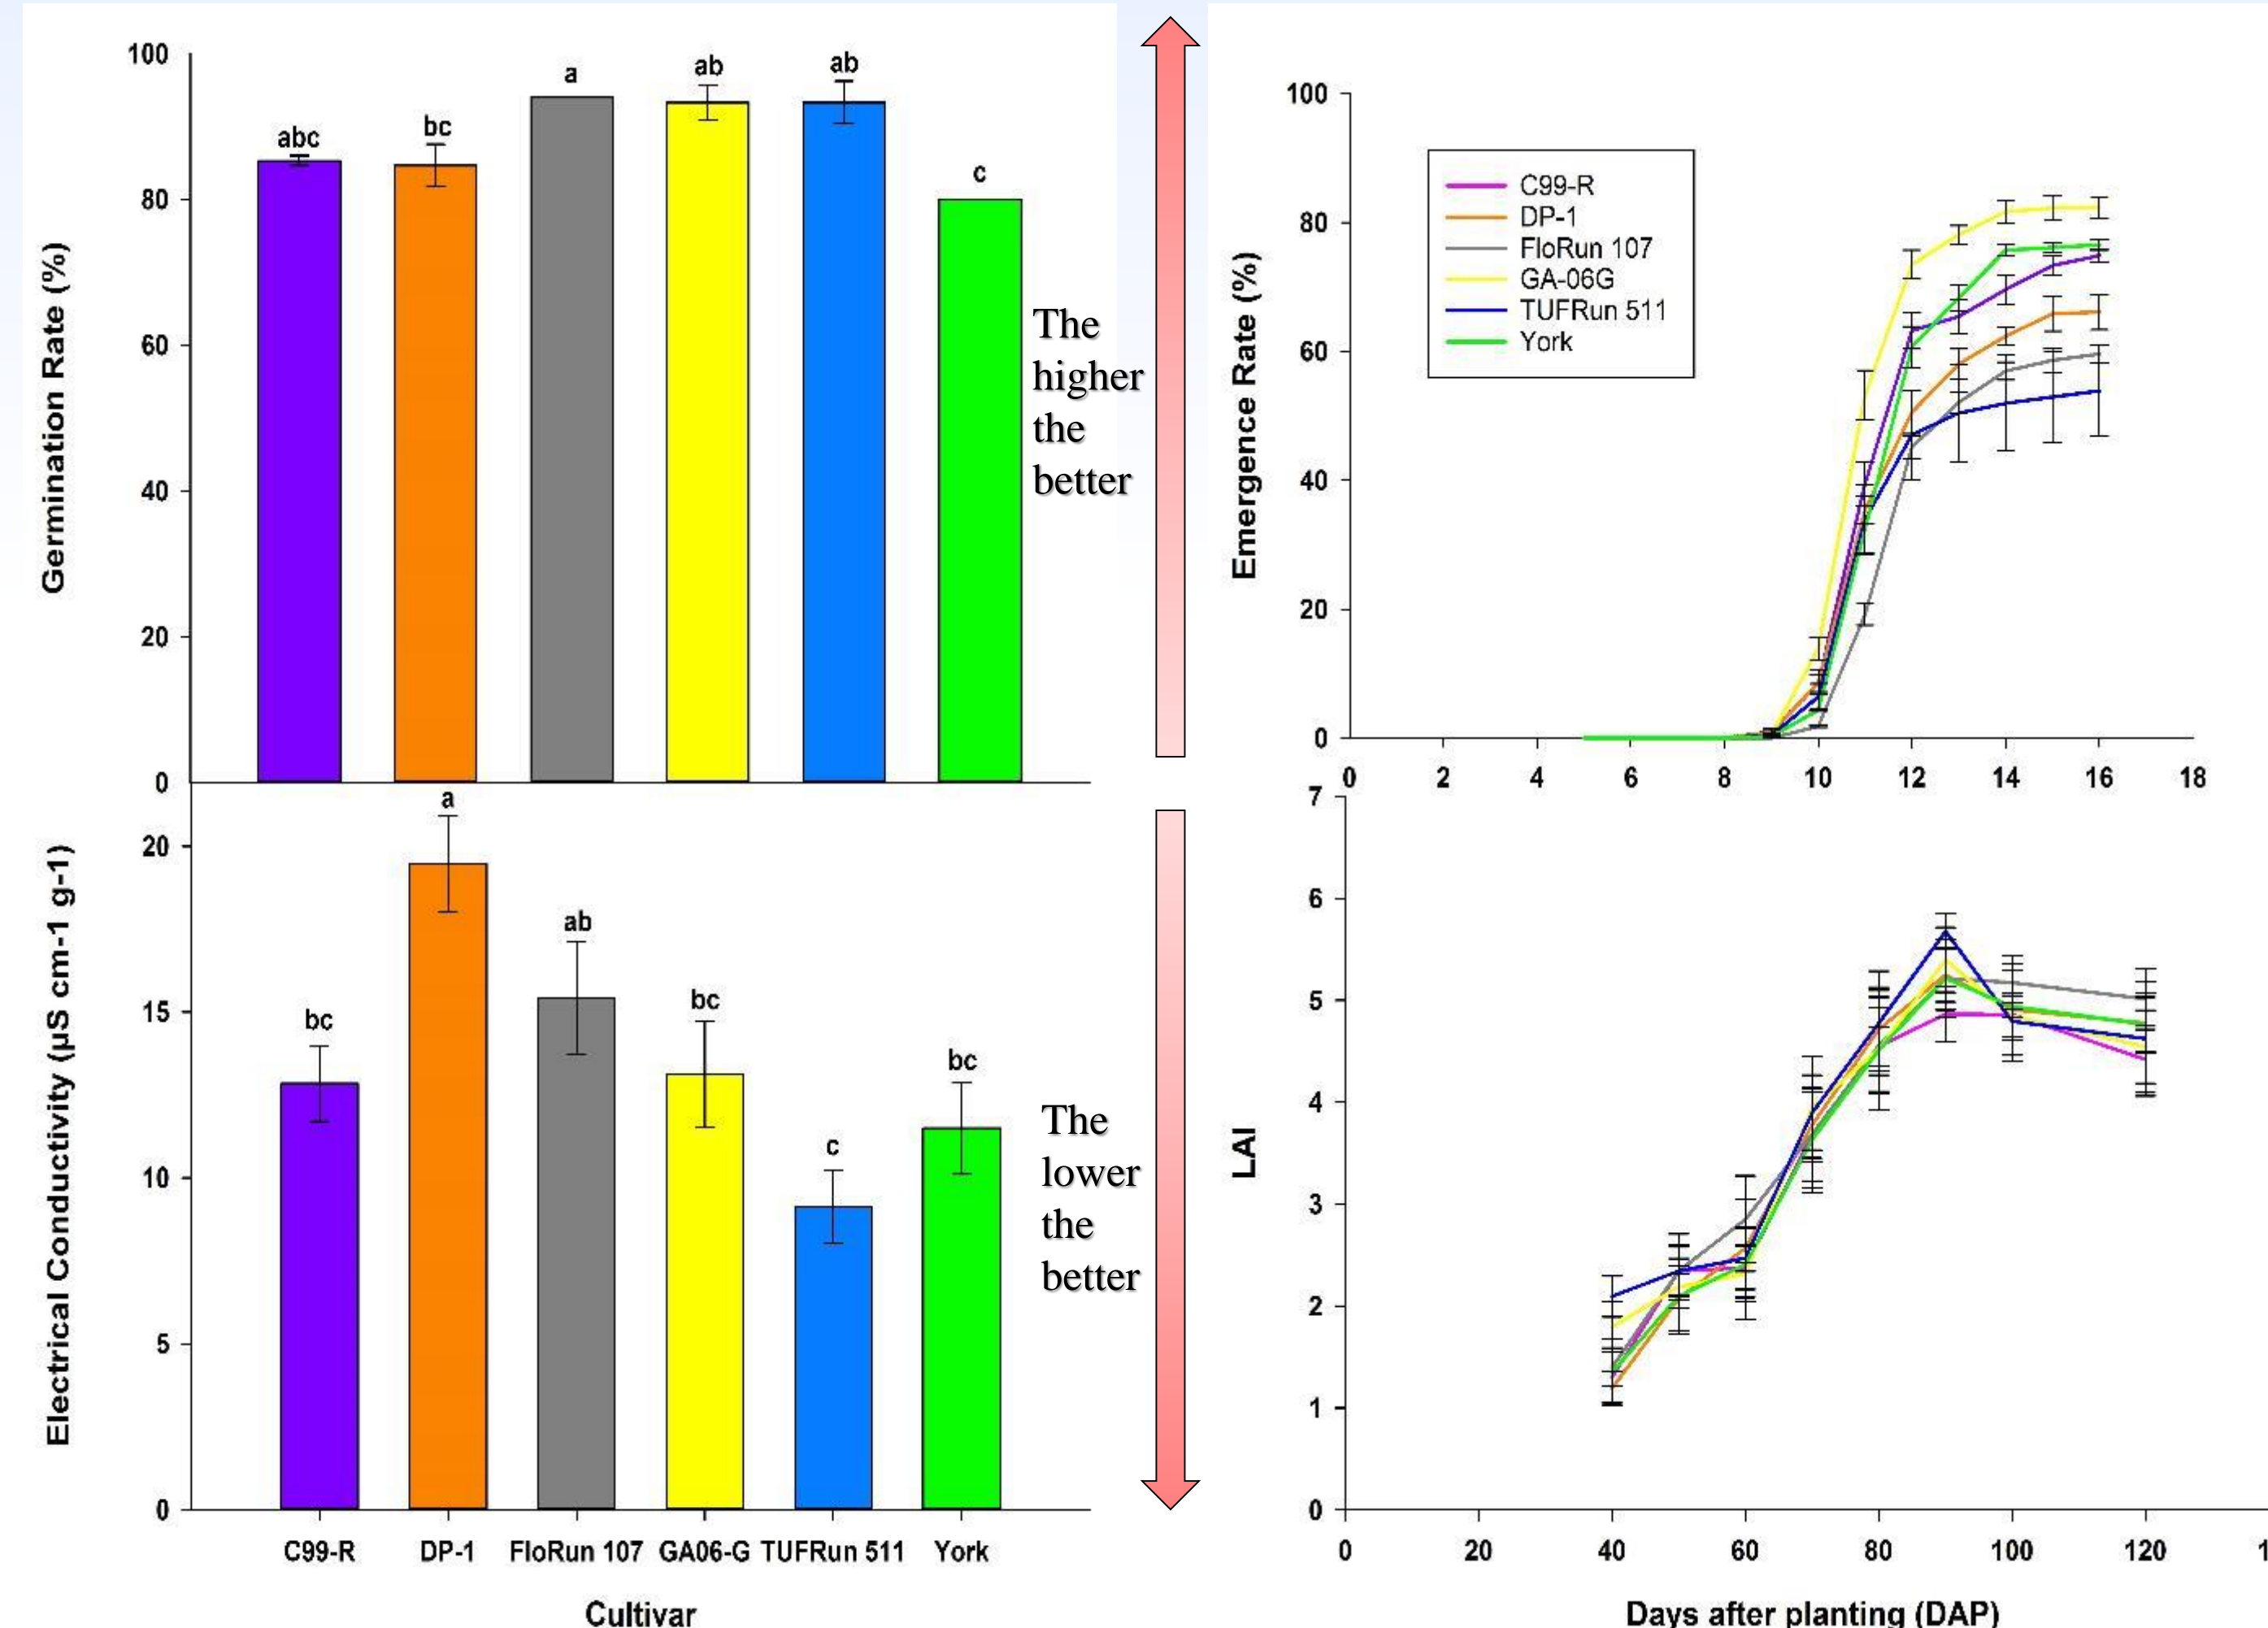 100
80
60
40
20
0
Germination Rate (%)
abc
bc
a
ab
ab
c
The
higher
the
better
20
15
10
5
0
Electrical Conductivity (µS cm-1 g-1)
bc
a
ab
bc
c
bc
The
lower
the
better
C99-R DP-1 FloRun 107 GA06-G TUFRun 511 York
Cultivar
100
80
60
40
20
0
Emergence Rate (%)
C99-R
DP-1
FloRun 107
GA-06G
TUFRun 511
York
0 2 4 6 8 10 12 14 16 18
7
6
5
4
3
2
1
0
LAI
0 20 40 60 80 100 120
Days after planting (DAP)